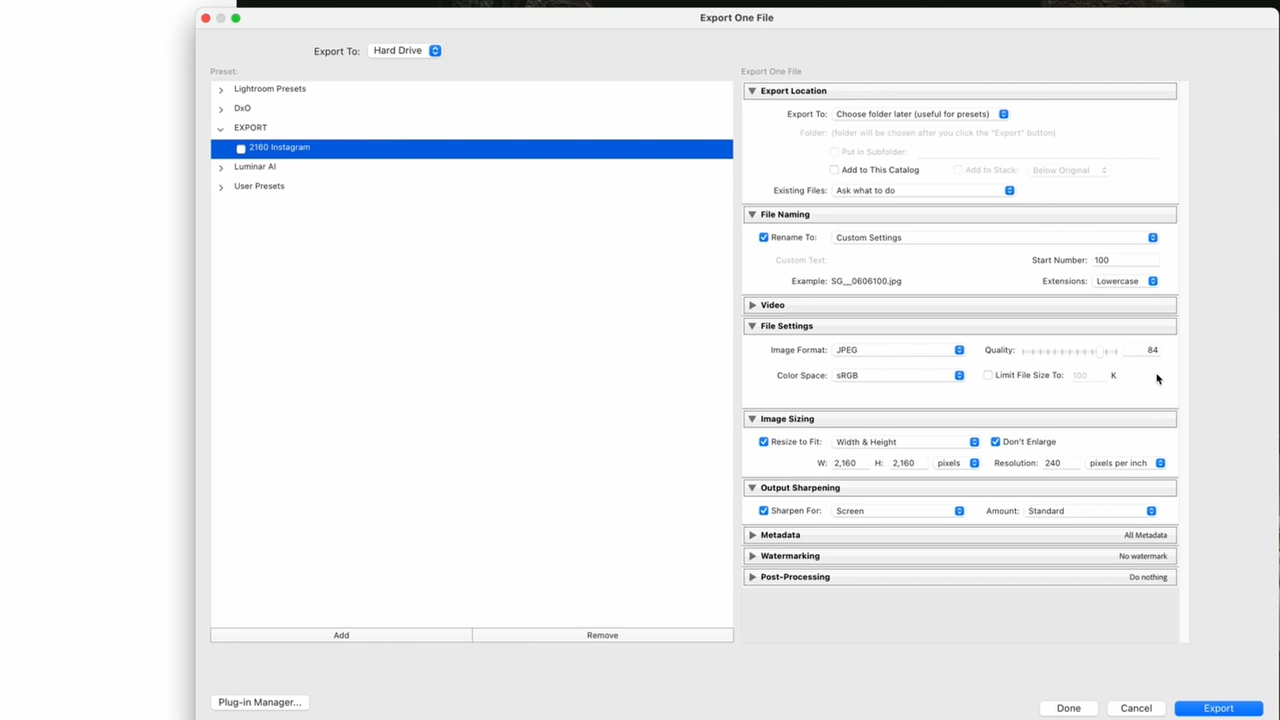 Export One File
Export To: Hard Drive
Preset:
Lightroom Presets
DxO
EXPORT
2160 Instagram
Luminar AI
User Presets
Add Remove
Plug-in Manager...
Export One File
Export Location
Export To: Choose folder later (useful for presets)
Folder: (folder will be chosen after you click the "Export" button)
Put in Subfolder:
Add to This Catalog Add to Stack: Below Original
Existing Files: Ask what to do
File Naming
Rename To: Custom Settings
Custom Text: Start Number: 100
Example: SG__0606100.jpg Extensions: Lowercase
Video
File Settings
Image Format: JPEG Quality: 84
Color Space: sRGB Limit File Size To: 100 K
Image Sizing
Resize to Fit: Width & Height Don't Enlarge
W: 2,160 H: 2,160 pixels Resolution: 240 pixels per inch
Output Sharpening
Sharpen For: Screen Amount: Standard
Metadata All Metadata
Watermarking No watermark
Post-Processing Do nothing
Done Cancel Export